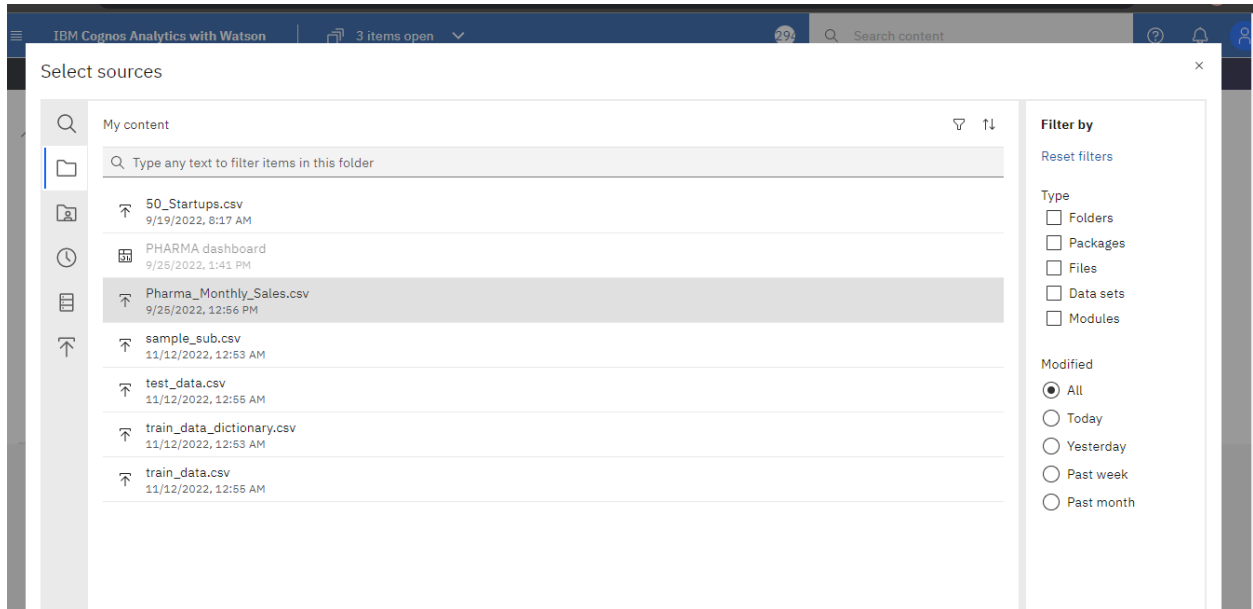 IBM Cognos Analytics with Watson
3 items open
294
Search content
Select sources
My content
Type any text to filter items in this folder
50_Startups.csv
9/19/2022, 8:17 AM
PHARMA dashboard
9/25/2022, 1:41 PM
Pharma_Monthly_Sales.csv
9/25/2022, 12:56 PM
sample_sub.csv
11/12/2022, 12:53 AM
test_data.csv
11/12/2022, 12:55 AM
train_data_dictionary.csv
11/12/2022, 12:53 AM
train_data.csv
11/12/2022, 12:55 AM
Filter by
Reset filters
Type
Folders
Packages
Files
Data sets
Modules
Modified
All
Today
Yesterday
Past week
Past month